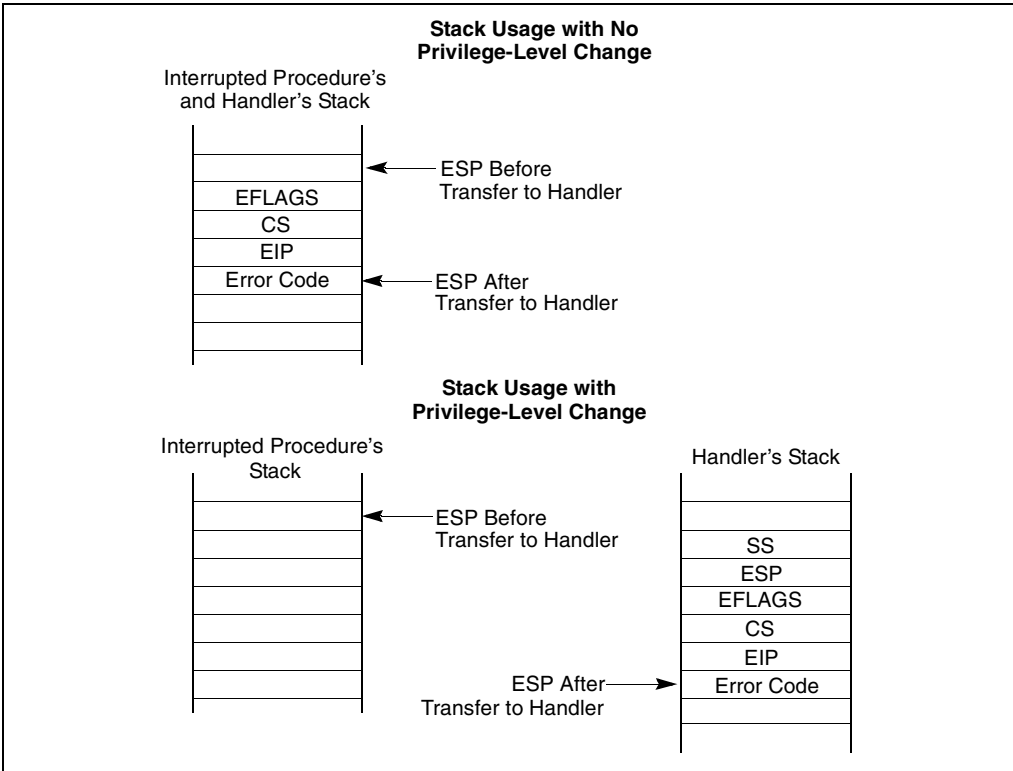 Stack Usage with No
Privilege-Level Change
Interrupted Procedure's
and Handler's Stack
ESP Before
Transfer to Handler
EFLAGS
CS
EIP
Error Code
ESP After
Transfer to Handler
Stack Usage with
Privilege-Level Change
Interrupted Procedure's
Stack
Handler's Stack
ESP Before
Transfer to Handler
SS
ESP
EFLAGS
CS
EIP
ESP After
Transfer to Handler
Error Code